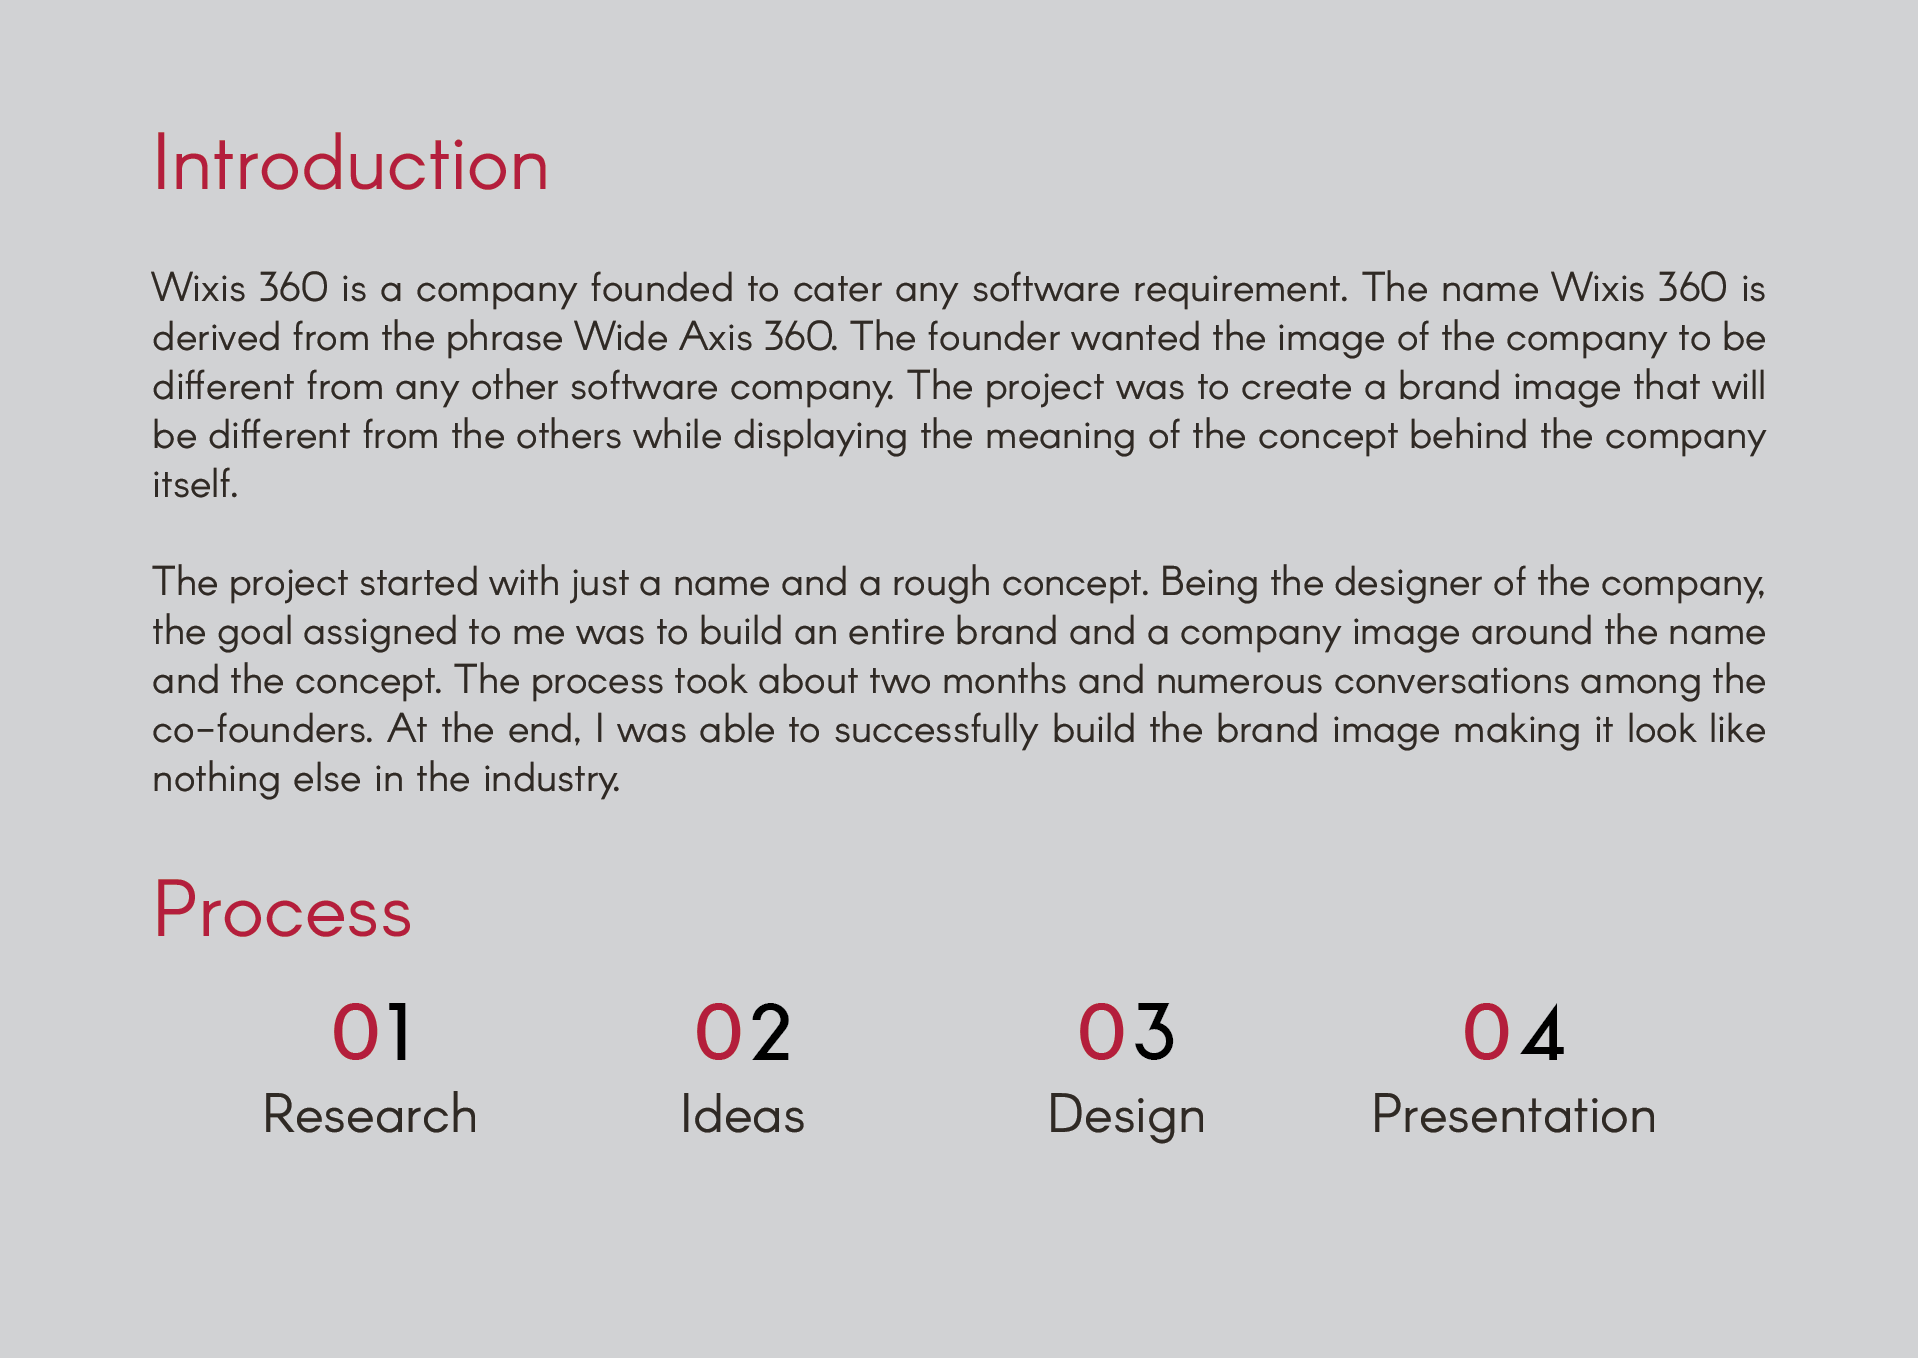 Introduction
Wixis 360 is a company founded to cater any software requirement. The name Wixis 360 is
derived from the phrase Wide Axis 360. The founder wanted the image of the company to be
different from any other software company. The project was to create a brand image that will
be different from the others while displaying the meaning of the concept behind the company
itself.
The project started with just a name and a rough concept. Being the designer of the company,
the goal assigned to me was to build an entire brand and a company image around the name
and the concept. The process took about two months and numerous conversations among the
co-founders. At the end, I was able to successfully build the brand image making it look like
nothing else in the industry.
Process
01 02 03 04
Research Ideas Design Presentation